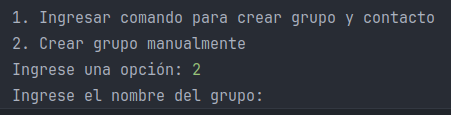 1. Ingresar comando para crear grupo y contacto
2. Crear grupo manualmente
Ingrese una opción: 2
Ingrese el nombre del grupo: